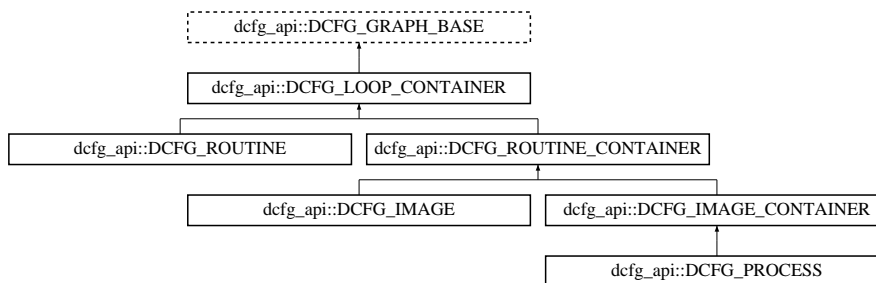 dcfg_api::DCFG_GRAPH_BASE
dcfg_api::DCFG_LOOP_CONTAINER
dcfg_api::DCFG_ROUTINE
dcfg_api::DCFG_ROUTINE_CONTAINER
dcfg_api::DCFG_IMAGE
dcfg_api::DCFG_IMAGE_CONTAINER
dcfg_api::DCFG_PROCESS